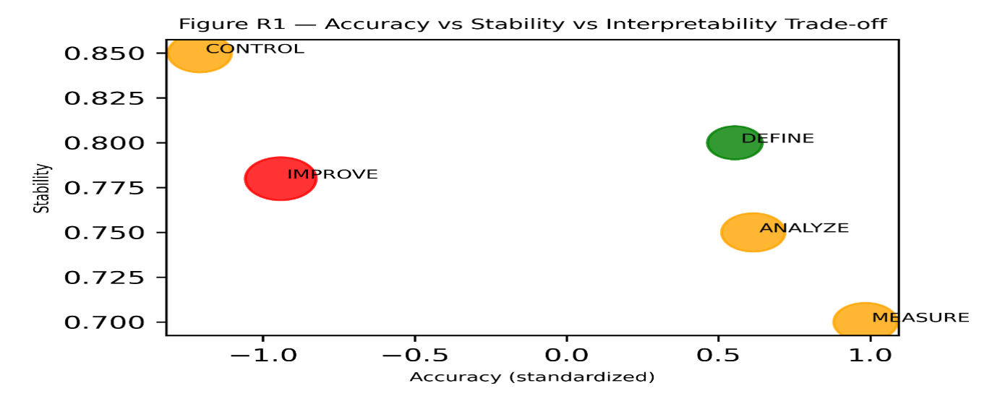 Figure R1 — Accuracy vs Stability vs Interpretability Trade-off
0.850
CONTROL
0.825
0.800
DEFINE
IMPROVE
0.775
Stability
0.750
ANALYZE
0.725
0.700
MEASURE
−1.0
−0.5
0.0
0.5
1.0
Accuracy (standardized)